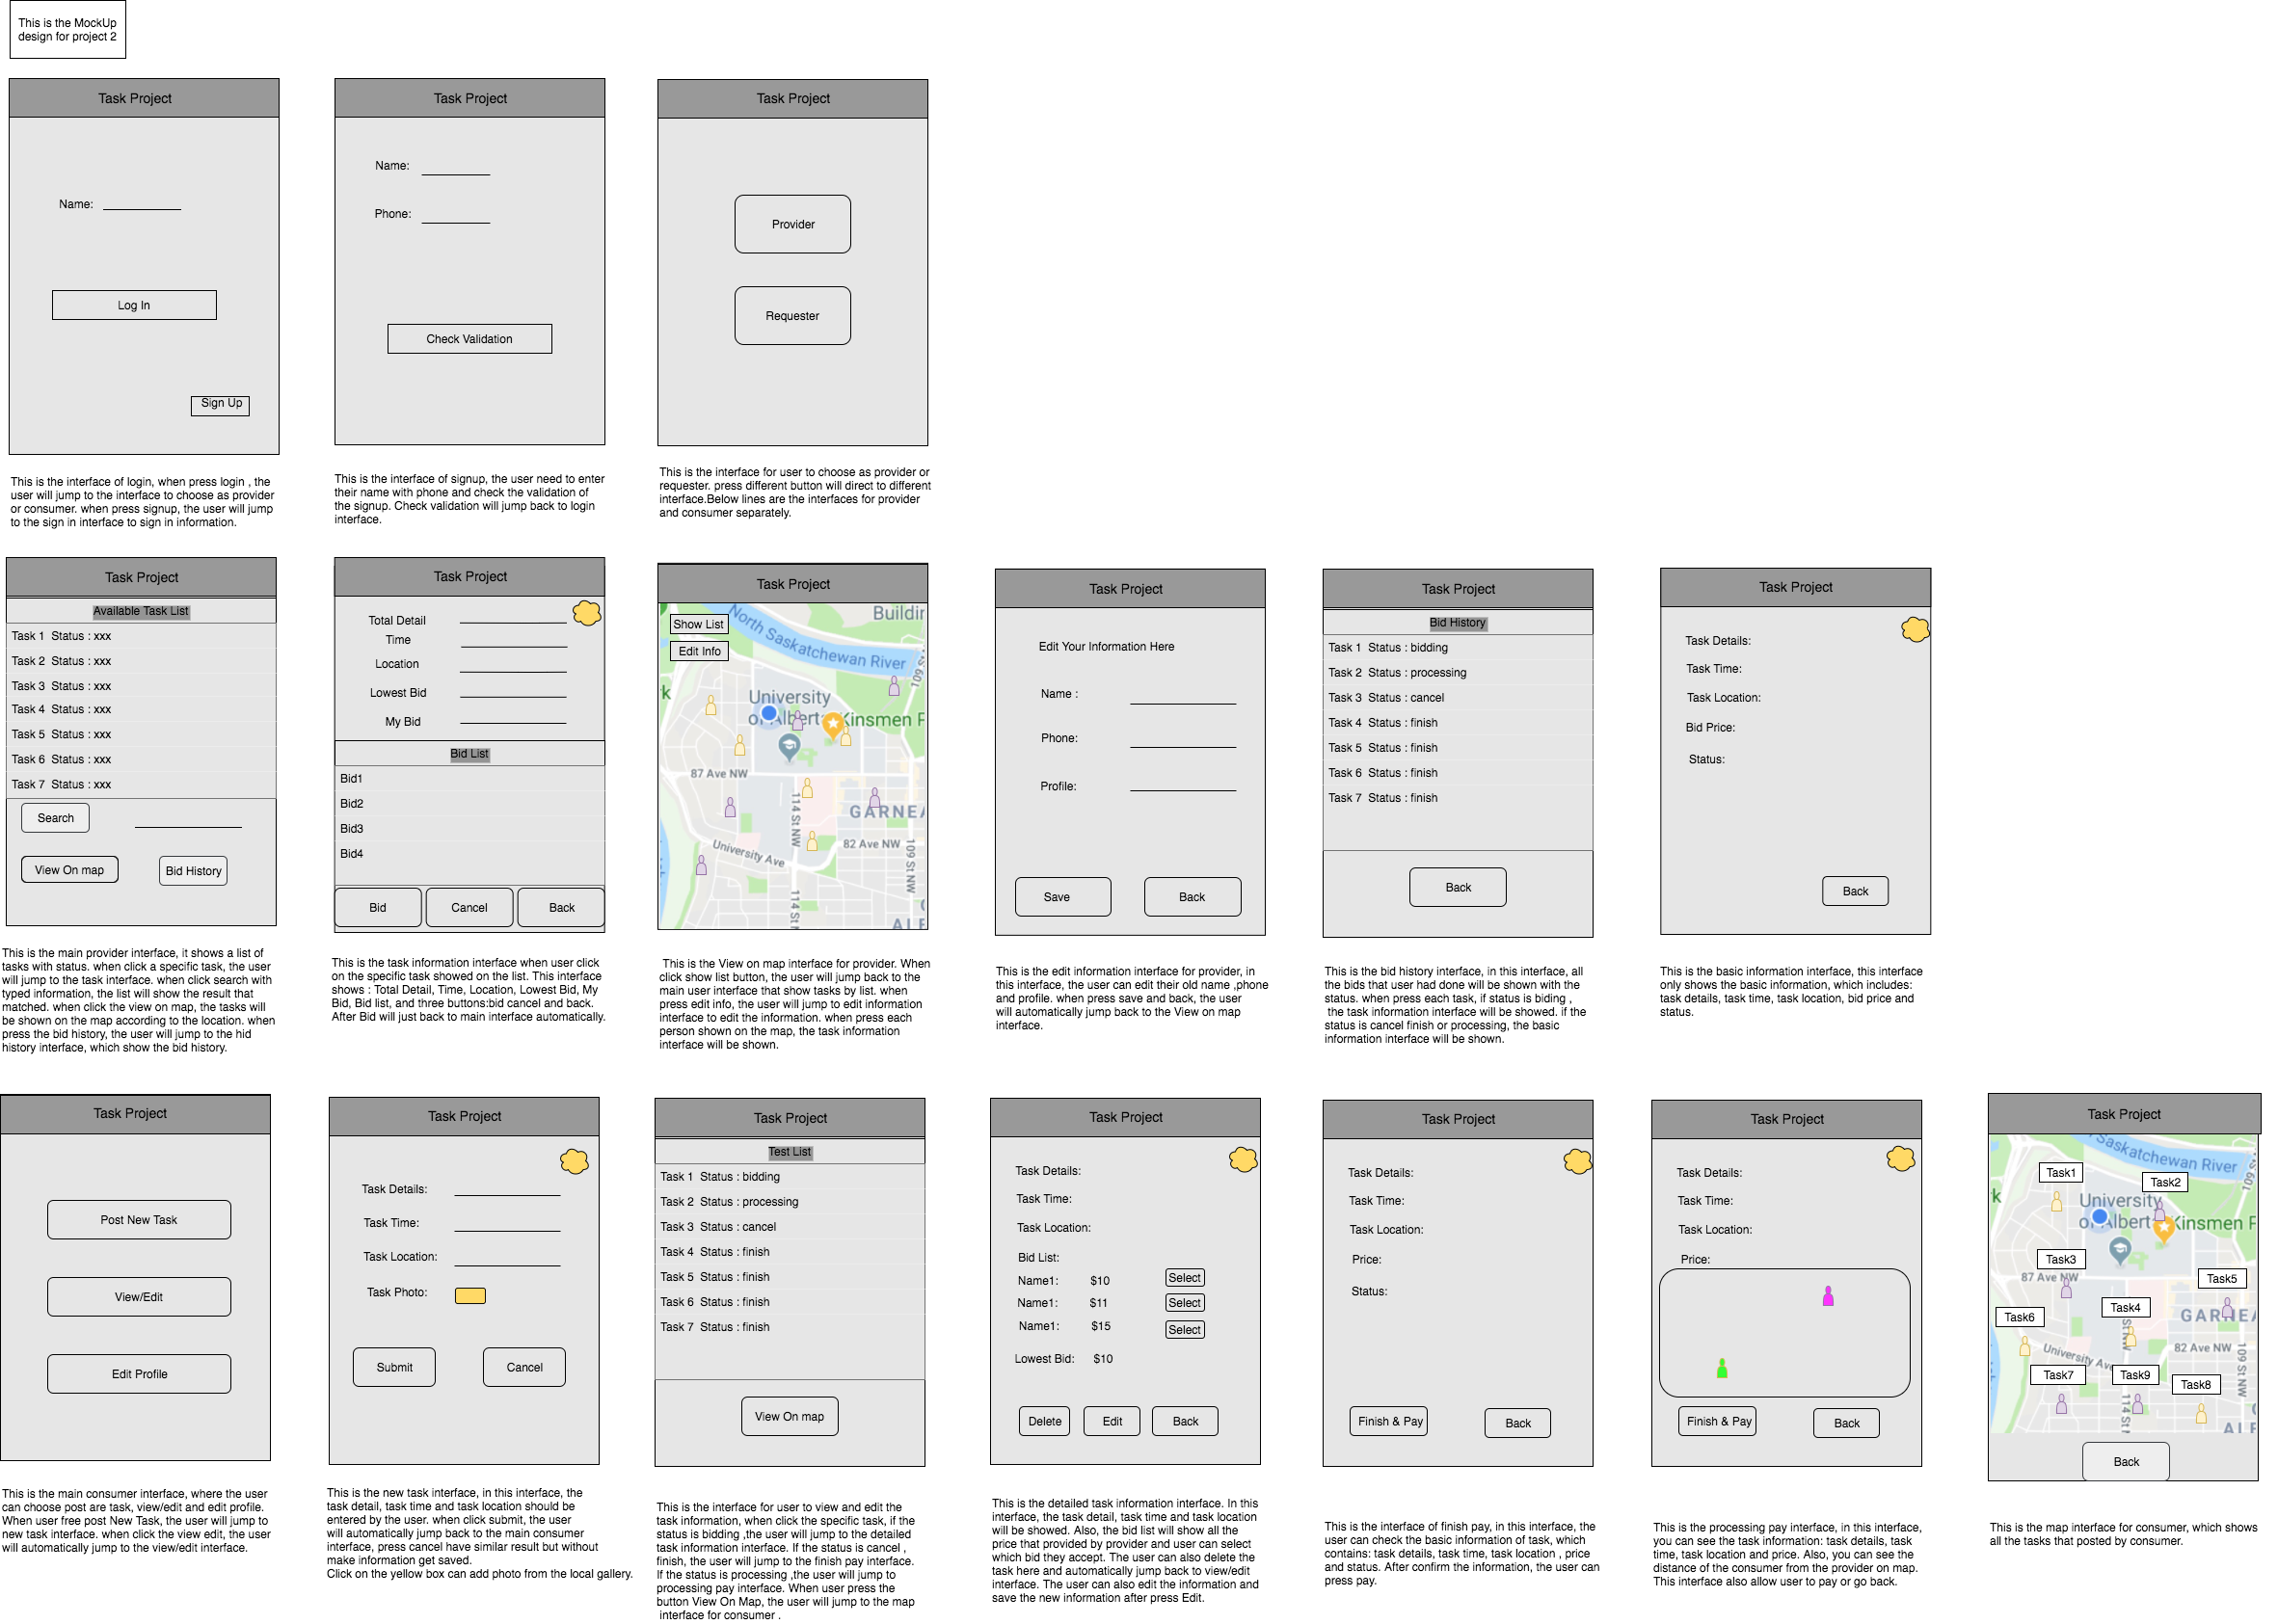 This is the MockUp
design for project 2
Task Project
Name:
Log In
Sign Up
This is the interface of login, when press login , the
user will jump to the interface to choose as provider
or consumer. when press signup, the user will jump
to the sign in interface to sign in information.
Task Project
Name:
Phone:
Check Validation
This is the interface of signup, the user need to enter
their name with phone and check the validation of
the signup. Check validation will jump back to login
interface.
Task Project
Provider
Requester
This is the interface for user to choose as provider or
requester. press different button will direct to different
interface.Below lines are the interfaces for provider
and consumer separately.
Task Project
Available Task List
Task 1 Status : xxx
Task 2 Status : xxx
Task 3 Status : xxx
Task 4 Status : xxx
Task 5 Status : xxx
Task 6 Status : xxx
Task 7 Status : xxx
Search
View On map
Bid History
This is the main provider interface, it shows a list of
tasks with status. when click a specific task, the user
will jump to the task interface. when click search with
typed information, the list will show the result that
matched. when click the view on map, the tasks will
be shown on the map according to the location. when
press the bid history, the user will jump to the hid
history interface, which show the bid history.
Task Project
Total Detail
Time
Location
Lowest Bid
My Bid
Bid List
Bid1
Bid2
Bid3
Bid4
Bid
Cancel
Back
This is the task information interface when user click
on the specific task showed on the list. This interface
shows : Total Detail, Time, Location, Lowest Bid, My
Bid, Bid list, and three buttons:bid cancel and back.
After Bid will just back to main interface automatically.
Task Project
Show List
Edit Info
Buildin
North Saskatchewan River
109 St
k
University
of Alberta
Kinsmen F
87 Ave NW
114 St NW
GARNEA
University Ave
82 Ave NW
109 St NW
114 St
ALF
This is the View on map interface for provider. When
click show list button, the user will jump back to the
main user interface that show tasks by list. when
press edit info, the user will jump to edit information
interface to edit the information. when press each
person shown on the map, the task information
interface will be shown.
Task Project
Edit Your Information Here
Name :
Phone:
Profile:
Save
Back
This is the edit information interface for provider, in
this interface, the user can edit their old name ,phone
and profile. when press save and back, the user
will automatically jump back to the View on map
interface.
Task Project
Bid History
Task 1 Status : bidding
Task 2 Status : processing
Task 3 Status : cancel
Task 4 Status : finish
Task 5 Status : finish
Task 6 Status : finish
Task 7 Status : finish
Back
This is the bid history interface, in this interface, all
the bids that user had done will be shown with the
status. when press each task, if status is biding ,
the task information interface will be showed. if the
status is cancel finish or processing, the basic
information interface will be shown.
Task Project
Task Details:
Task Time:
Task Location:
Bid Price:
Status:
Back
This is the basic information interface, this interface
only shows the basic information, which includes:
task details, task time, task location, bid price and
status.
Task Project
Post New Task
View/Edit
Edit Profile
This is the main consumer interface, where the user
can choose post are task, view/edit and edit profile.
When user free post New Task, the user will jump to
new task interface. when click the view edit, the user
will automatically jump to the view/edit interface.
Task Project
Task Details:
Task Time:
Task Location:
Task Photo:
Submit
Cancel
This is the new task interface, in this interface, the
task detail, task time and task location should be
entered by the user. when click submit, the user
will automatically jump back to the main consumer
interface, press cancel have similar result but without
make information get saved.
Click on the yellow box can add photo from the local gallery.
Task Project
Test List
Task 1 Status : bidding
Task 2 Status : processing
Task 3 Status : cancel
Task 4 Status : finish
Task 5 Status : finish
Task 6 Status : finish
Task 7 Status : finish
View On map
This is the interface for user to view and edit the
task information, when click the specific task, if the
status is bidding ,the user will jump to the detailed
task information interface. If the status is cancel ,
finish, the user will jump to the finish pay interface.
If the status is processing ,the user will jump to
processing pay interface. When user press the
button View On Map, the user will jump to the map
interface for consumer .
Task Project
Task Details:
Task Time:
Task Location:
Bid List:
Name1: $10 Select
Name1: $11 Select
Name1: $15 Select
Lowest Bid: $10
Delete
Edit
Back
This is the detailed task information interface. In this
interface, the task detail, task time and task location
will be showed. Also, the bid list will show all the
price that provided by provider and user can select
which bid they accept. The user can also delete the
task here and automatically jump back to view/edit
interface. The user can also edit the information and
save the new information after press Edit.
Task Project
Task Details:
Task Time:
Task Location:
Price:
Status:
Finish & Pay
Back
This is the interface of finish pay, in this interface, the
user can check the basic information of task, which
contains: task details, task time, task location , price
and status. After confirm the information, the user can
press pay.
Task Project
Task Details:
Task Time:
Task Location:
Price:
Finish & Pay
Back
This is the processing pay interface, in this interface,
you can see the task information: task details, task
time, task location and price. Also, you can see the
distance of the consumer from the provider on map.
This interface also allow user to pay or go back.
Task Project
Saskatchewan River
109 S
Task1
Task2
k
University
of Albert
Kinsmen F
Task3
87 Ave NW
Task5
Task4
GARNEA
Task6
University Ave
82 Ave NW
109 St NW
Task7
Task9
Task8
114 St
ALF
Back
This is the map interface for consumer, which shows
all the tasks that posted by consumer.